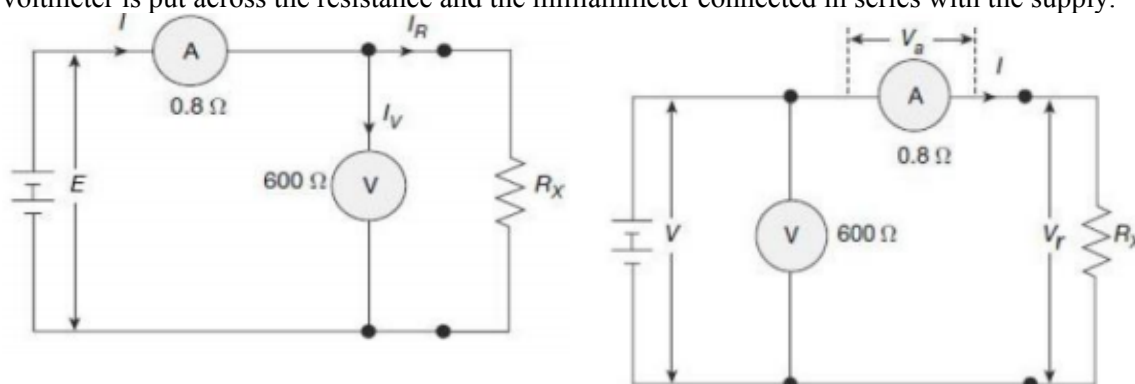 voltmeter is put across the resistance and the milliammeter connected in series with the supply.
I
A
0.8 Ω
I_R
I_V
E
600 Ω
V
R_X
V_a
A
I
0.8 Ω
V
V
600 Ω
V_r